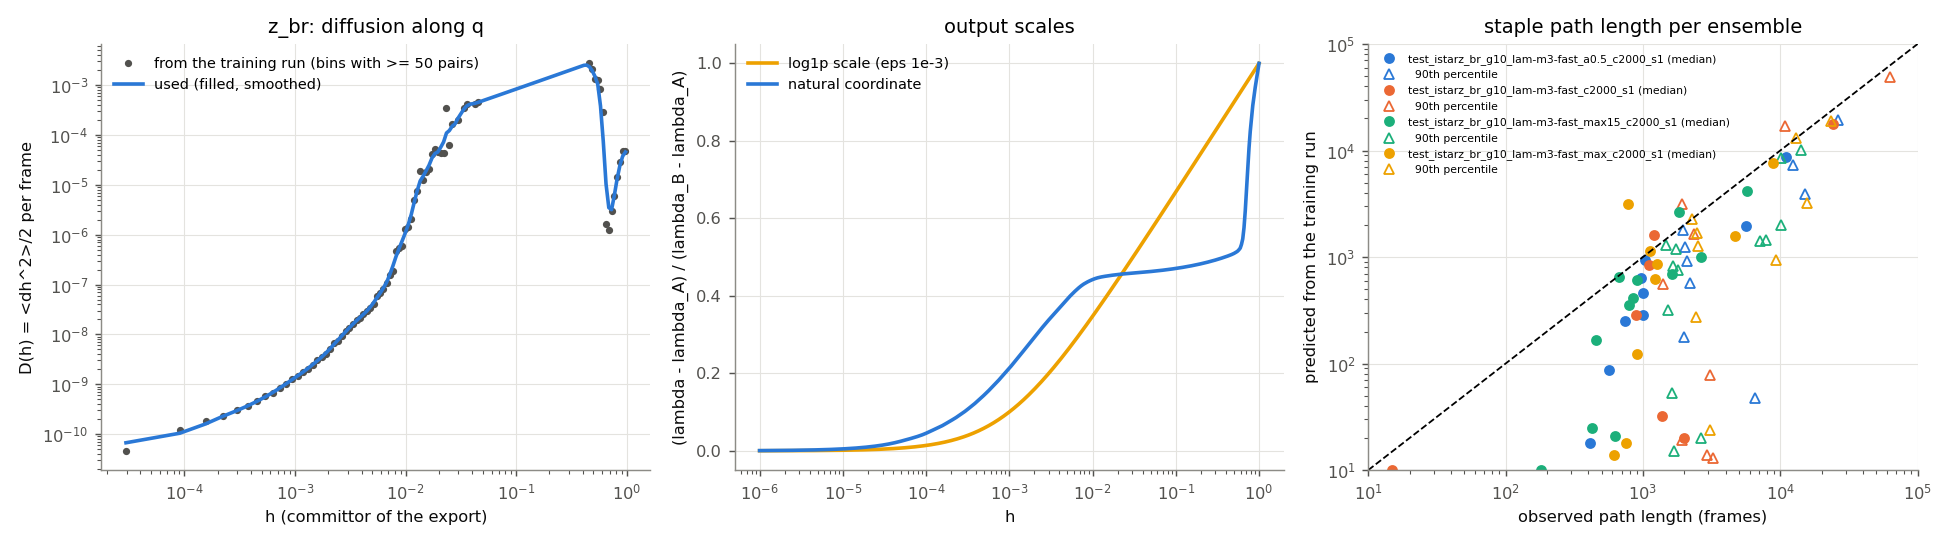 z_br: diffusion along q
from the training run (bins with >= 50 pairs)
used (filled, smoothed)
D(h) = <dh^2>/2 per frame
10^-3
10^-4
10^-5
10^-6
10^-7
10^-8
10^-9
10^-10
10^-4
10^-3
10^-2
10^-1
10^0
h (committor of the export)
output scales
log1p scale (eps 1e-3)
natural coordinate
(lambda - lambda_A) / (lambda_B - lambda_A)
1.0
0.8
0.6
0.4
0.2
0.0
10^-6
10^-5
10^-4
10^-3
10^-2
10^-1
10^0
h
staple path length per ensemble
test_istarz_br_g10_lam-m3-fast_a0.5_c2000_s1 (median)
90th percentile
test_istarz_br_g10_lam-m3-fast_c2000_s1 (median)
90th percentile
test_istarz_br_g10_lam-m3-fast_max15_c2000_s1 (median)
90th percentile
test_istarz_br_g10_lam-m3-fast_max_c2000_s1 (median)
90th percentile
predicted from the training run
10^5
10^4
10^3
10^2
10^1
10^1
10^2
10^3
10^4
10^5
observed path length (frames)